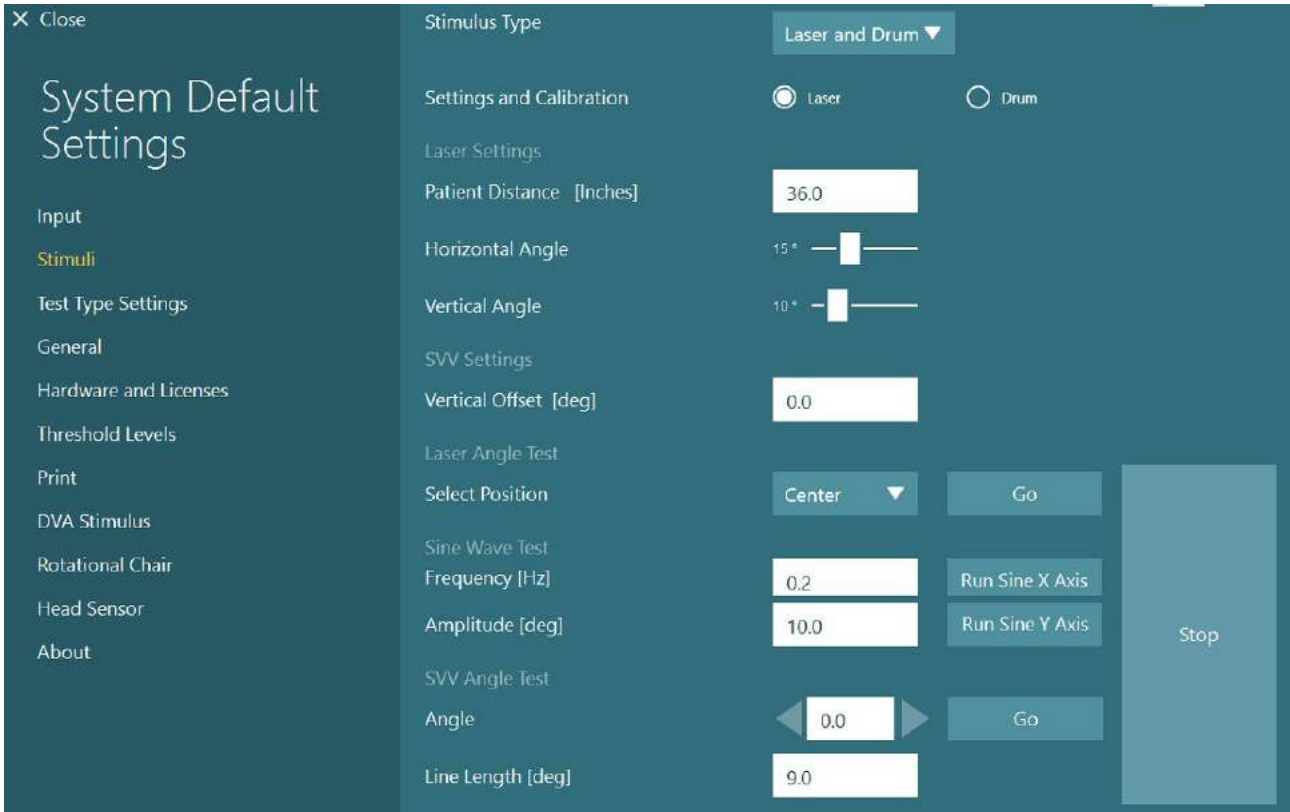 X Close
System Default
Settings
Input
Stimuli
Test Type Settings
General
Hardware and Licenses
Threshold Levels
Print
DVA Stimulus
Rotational Chair
Head Sensor
About
Stimulus Type
Laser and Drum
Settings and Calibration
Laser
Drum
Laser Settings
Patient Distance [Inches]
36.0
Horizontal Angle
15 °
Vertical Angle
10 °
SVV Settings
Vertical Offset [deg]
0.0
Laser Angle Test
Select Position
Center
Go
Sine Wave Test
Frequency [Hz]
0.2
Run Sine X Axis
Amplitude [deg]
10.0
Run Sine Y Axis
Stop
SVV Angle Test
Angle
0.0
Go
Line Length [deg]
9.0